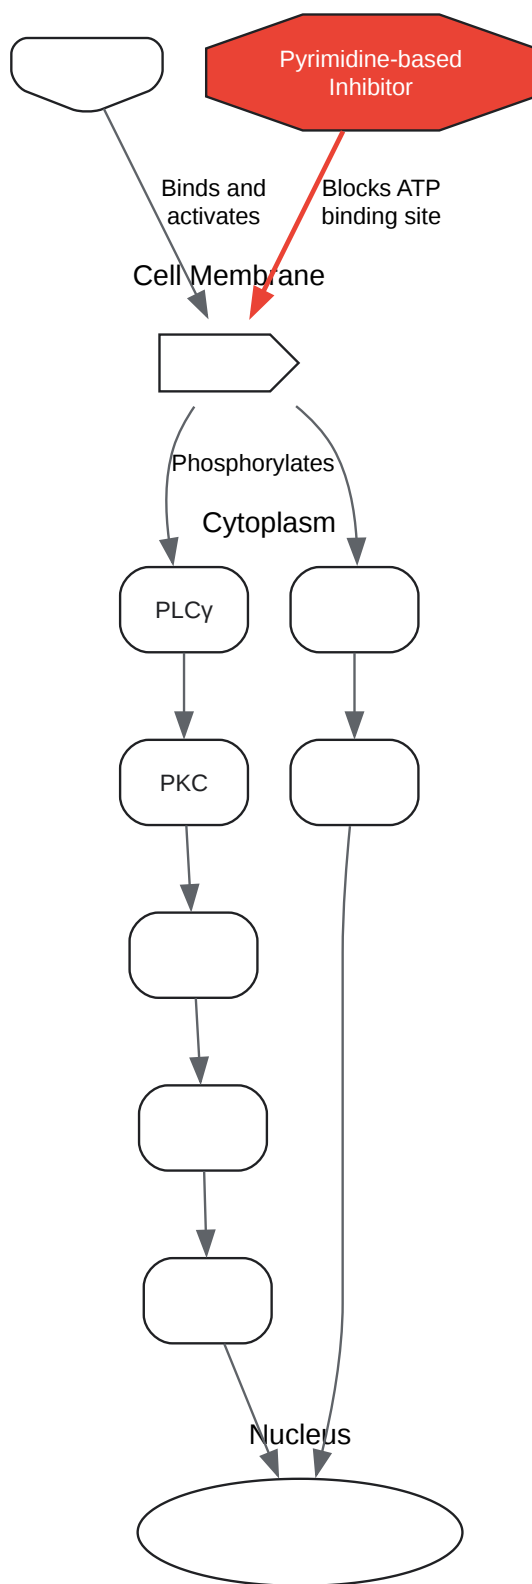 Pyrimidine-based
Inhibitor
Binds and
activates
Blocks ATP
binding site
Cell Membrane
Phosphorylates
Cytoplasm
PLCγ
PKC
Nucleus